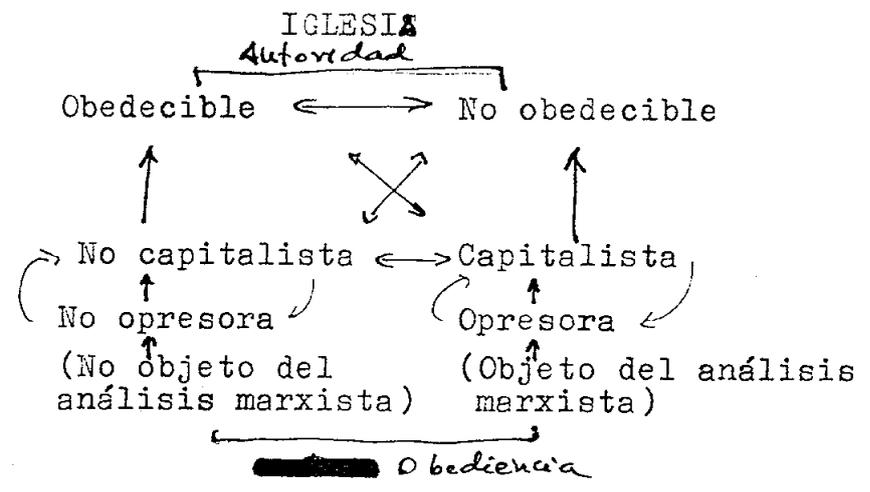 IGLESIA
Autoridad
Obedecible No obedecible
No capitalista Capitalista
No opresora Opresora
(No objeto del (Objeto del análisis
análisis marxista) marxista)
Obediencia